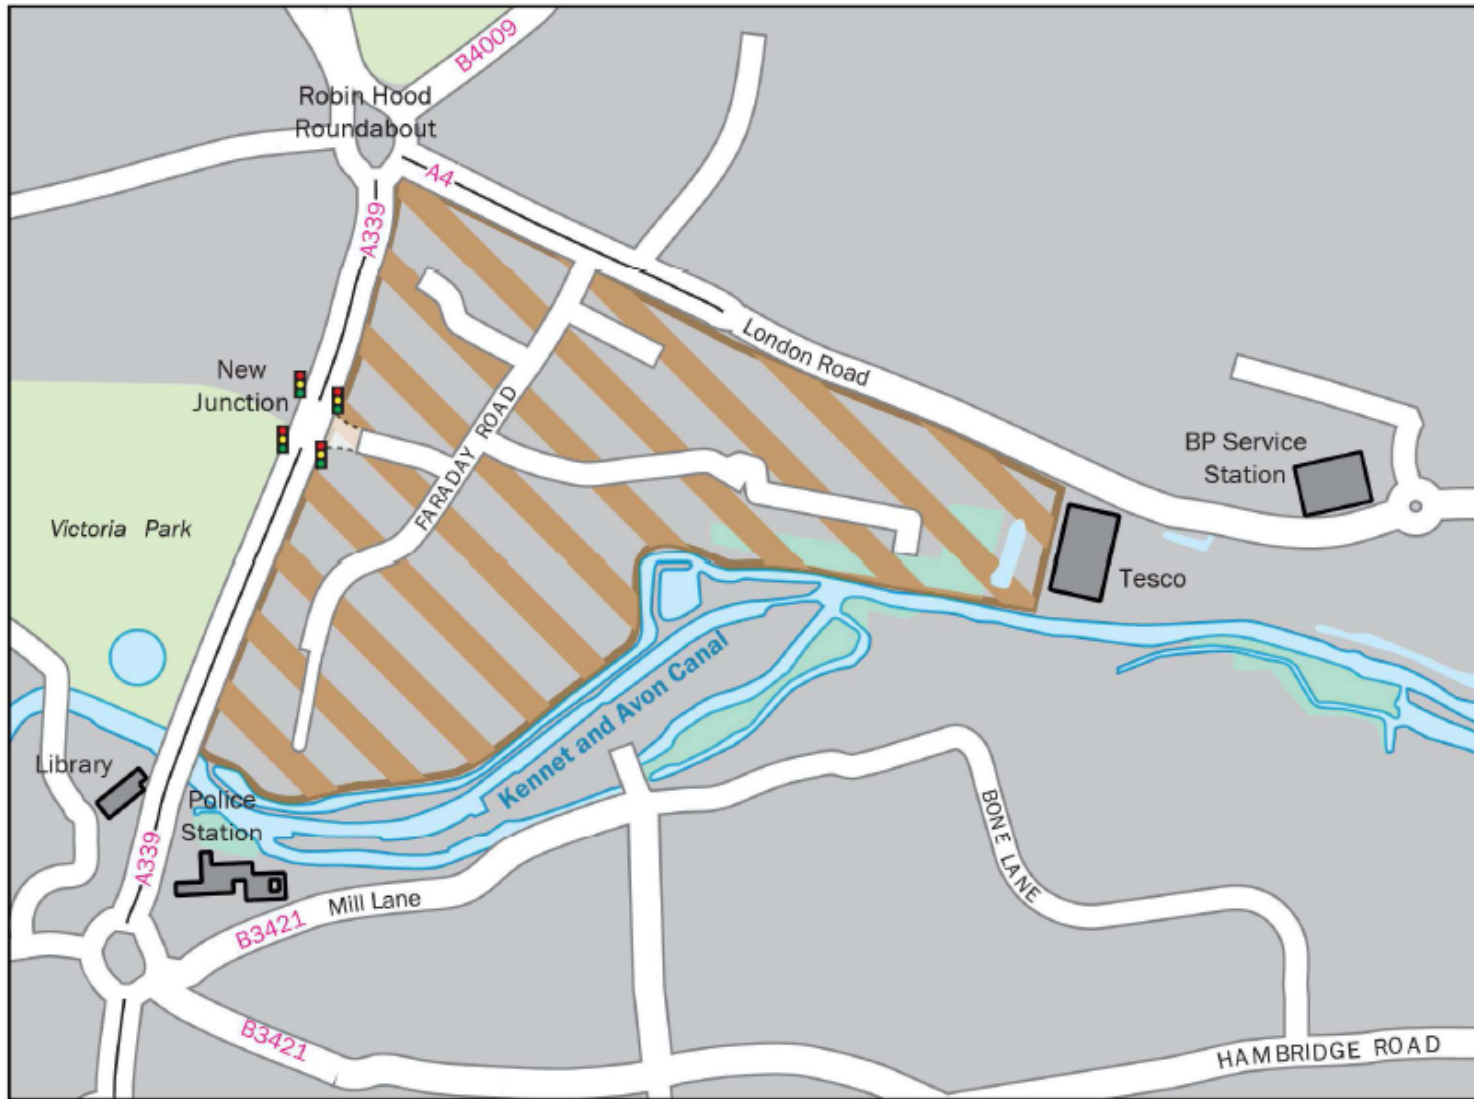 B4009
Robin Hood
Roundabout
A4
A339
London Road
New
Junction
FARADAY ROAD
BP Service
Station
Victoria Park
Tesco
Kennet and Avon Canal
Library
Police
Station
A339
BONE LANE
Mill Lane
B3421
B3421
HAMBRIDGE ROAD